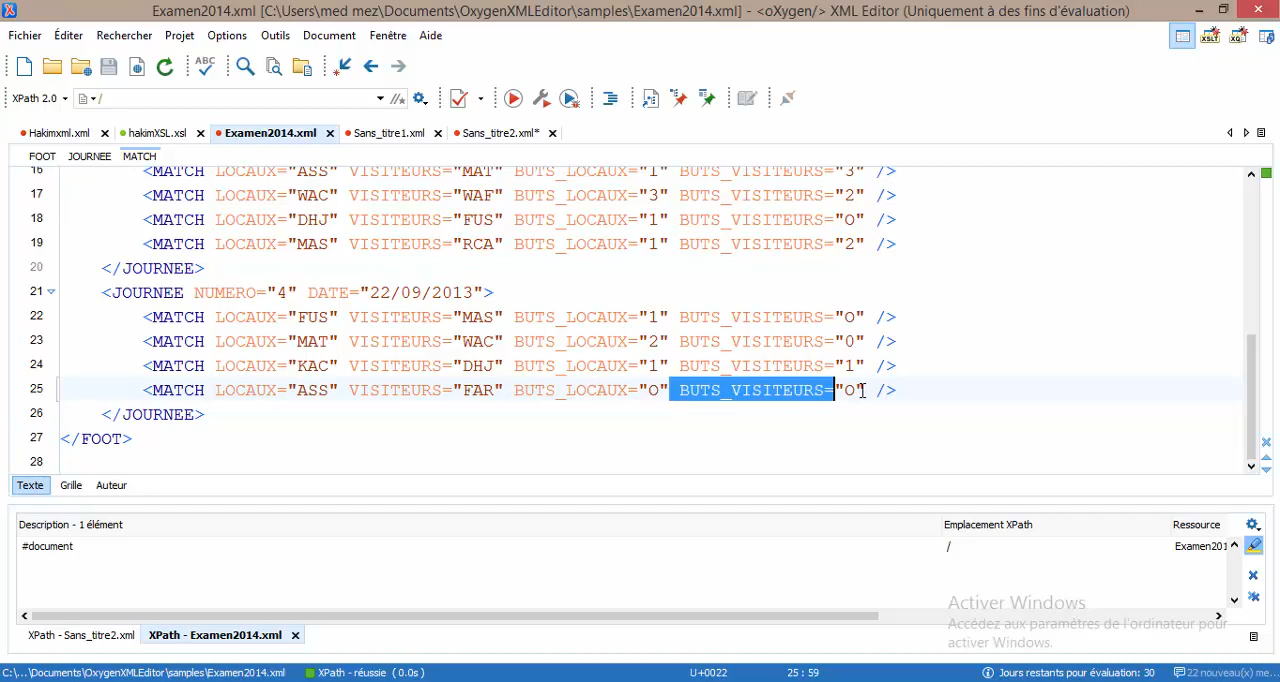 Examen2014.xml [C:\Users\med mez\Documents\OxygenXMLEditor\samples\Examen2014.xml] - <oXygen/> XML Editor (Uniquement à des fins d'évaluation)
Fichier Éditer Rechercher Projet Options Outils Document Fenêtre Aide
XPath 2.0 /
Hakimxml.xml hakimXSL.xsl Examen2014.xml Sans_titre1.xml Sans_titre2.xml*
FOOT JOURNEE MATCH
16 <MATCH LOCAUX="ASS" VISITEURS="MAT" BUTS_LOCAUX="1" BUTS_VISITEURS="3" />
17 <MATCH LOCAUX="WAC" VISITEURS="WAF" BUTS_LOCAUX="3" BUTS_VISITEURS="2" />
18 <MATCH LOCAUX="DHJ" VISITEURS="FUS" BUTS_LOCAUX="1" BUTS_VISITEURS="O" />
19 <MATCH LOCAUX="MAS" VISITEURS="RCA" BUTS_LOCAUX="1" BUTS_VISITEURS="2" />
20 </JOURNEE>
21 <JOURNEE NUMERO="4" DATE="22/09/2013">
22 <MATCH LOCAUX="FUS" VISITEURS="MAS" BUTS_LOCAUX="1" BUTS_VISITEURS="O" />
23 <MATCH LOCAUX="MAT" VISITEURS="WAC" BUTS_LOCAUX="2" BUTS_VISITEURS="0" />
24 <MATCH LOCAUX="KAC" VISITEURS="DHJ" BUTS_LOCAUX="1" BUTS_VISITEURS="1" />
25 <MATCH LOCAUX="ASS" VISITEURS="FAR" BUTS_LOCAUX="O" BUTS_VISITEURS="O" />
26 </JOURNEE>
27 </FOOT>
28
Texte Grille Auteur
Description - 1 élément Emplacement XPath Ressource
#document / Examen201
Activer Windows
Accédez aux paramètres de l'ordinateur pour
activer Windows.
XPath - Sans_titre2.xml XPath - Examen2014.xml
C:\...\Documents\OxygenXMLEditor\samples\Examen2014.xml XPath - réussie (0.0s) U+0022 25 : 59 Jours restants pour évaluation: 30 22 nouveau(x) me...